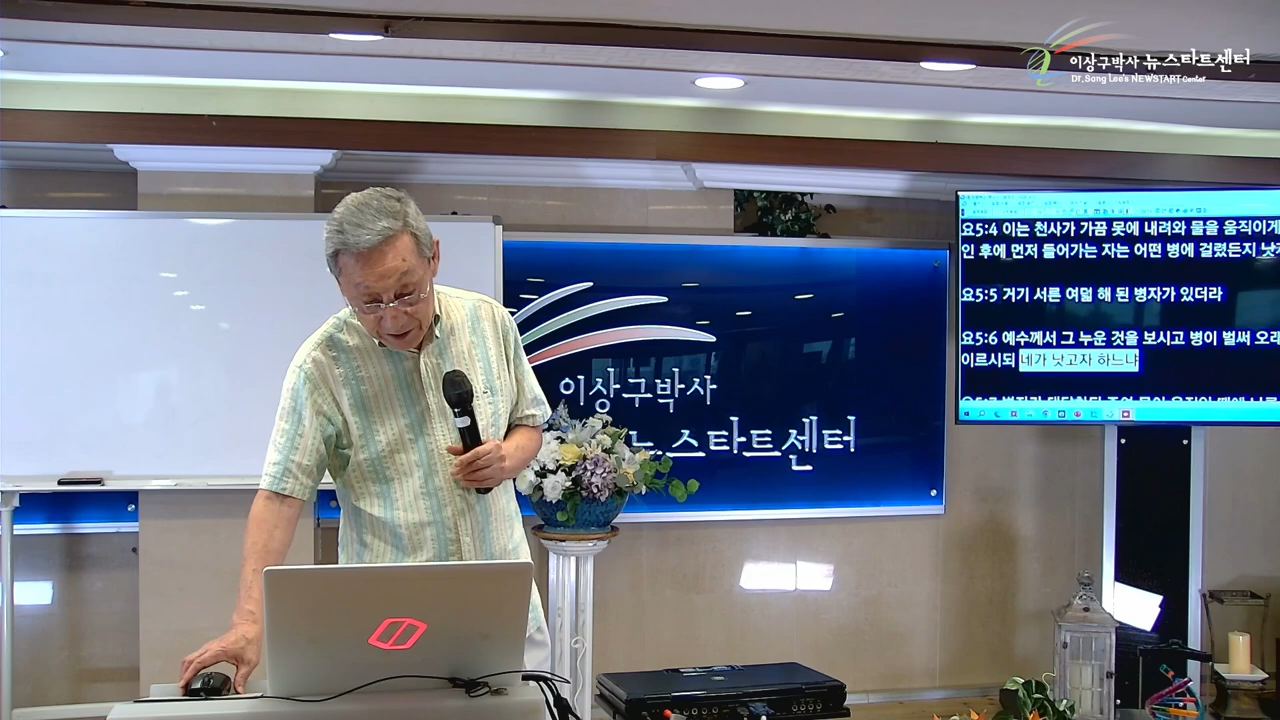 이상구박사 뉴스타트센터
Dr. Sang Lee's NEWSTART Center
요5:4 이는 천사가 가끔 못에 내려와 물을 움직이게
인 후에 먼저 들어가는 자는 어떤 병에 걸렸든지 낫게
요5:5 거기 서른 여덟 해 된 병자가 있더라
요5:6 예수께서 그 누운 것을 보시고 병이 벌써 오래
이르시되 네가 낫고자 하느냐
이상구박사
뉴스타트센터